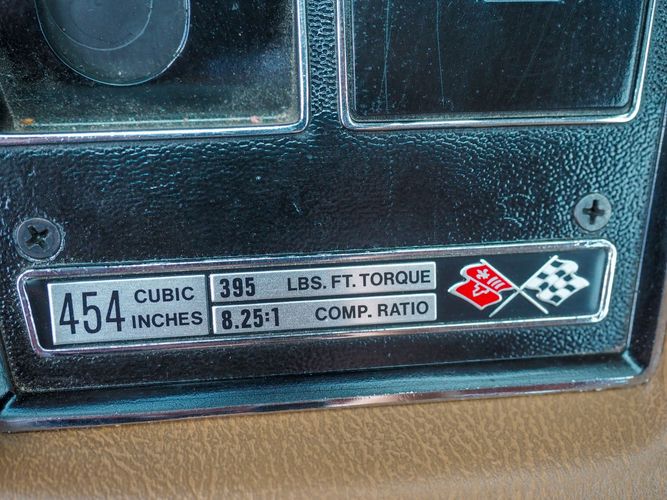 454 CUBIC INCHES
395 LBS. FT. TORQUE
8.25:1 COMP. RATIO